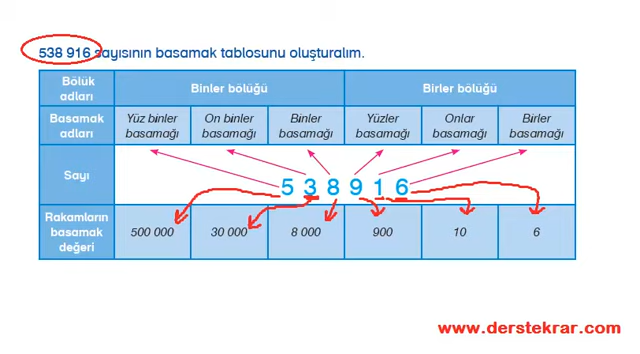 538 916 sayısının basamak tablosunu oluşturalım.
Bölük adları
Binler bölüğü
Birler bölüğü
Basamak adları
Yüz binler basamağı
On binler basamağı
Binler basamağı
Yüzler basamağı
Onlar basamağı
Birler basamağı
Sayı
5 3 8 9 1 6
Rakamların basamak değeri
500 000
30 000
8 000
900
10
6
www.derstekrar.com